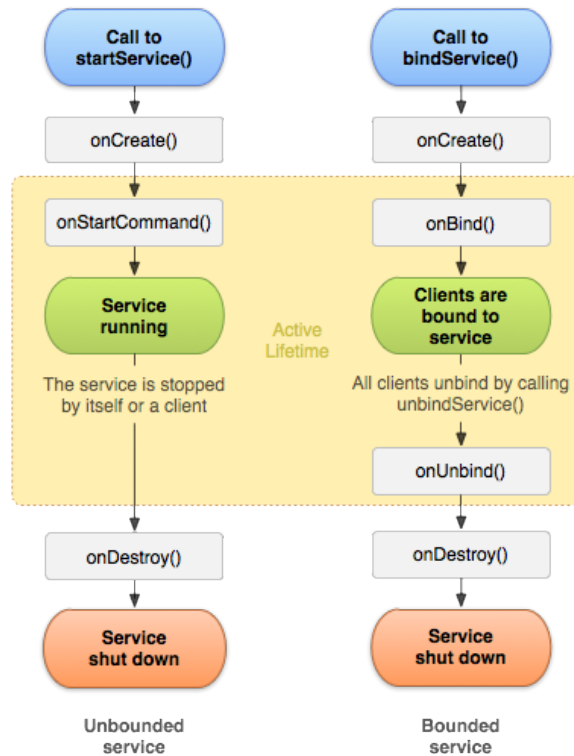 Call to
startService()
onCreate()
onStartCommand()
Service
running
The service is stopped
by itself or a client
onDestroy()
Service
shut down
Unbounded
service
Active
Lifetime
Call to
bindService()
onCreate()
onBind()
Clients are
bound to
service
All clients unbind by calling
unbindService()
onUnbind()
onDestroy()
Service
shut down
Bounded
service